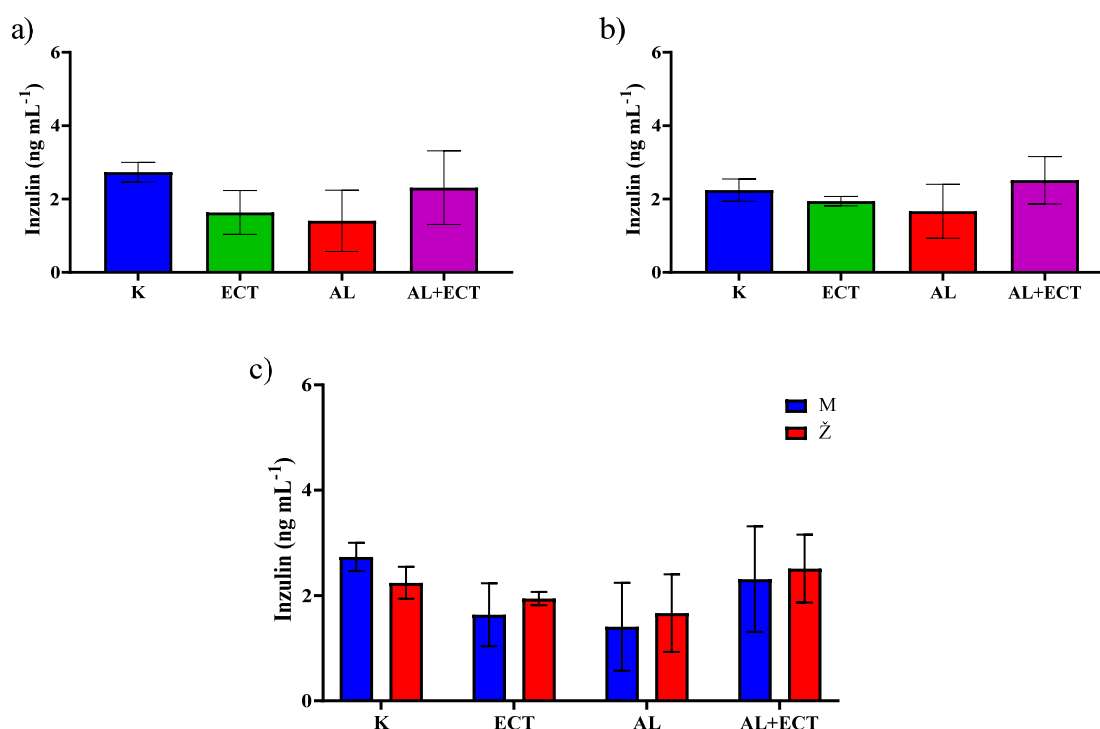 a)
6
4
2
0
Inzulin (ng mL⁻¹)
K ECT AL AL+ECT
b)
6
4
2
0
Inzulin (ng mL⁻¹)
K ECT AL AL+ECT
c)
6
4
2
0
Inzulin (ng mL⁻¹)
M
Ž
K ECT AL AL+ECT